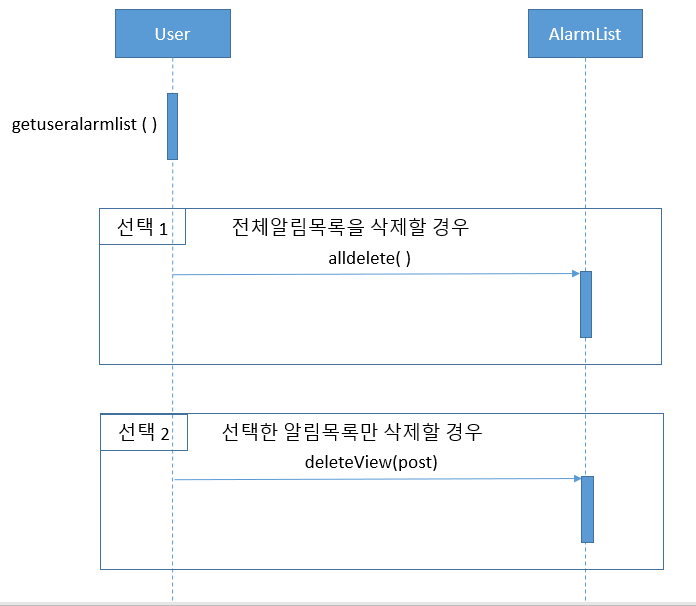 User
AlarmList
getuseralarmlist ( )
선택 1
전체알림목록을 삭제할 경우
alldelete( )
선택 2
선택한 알림목록만 삭제할 경우
deleteView(post)